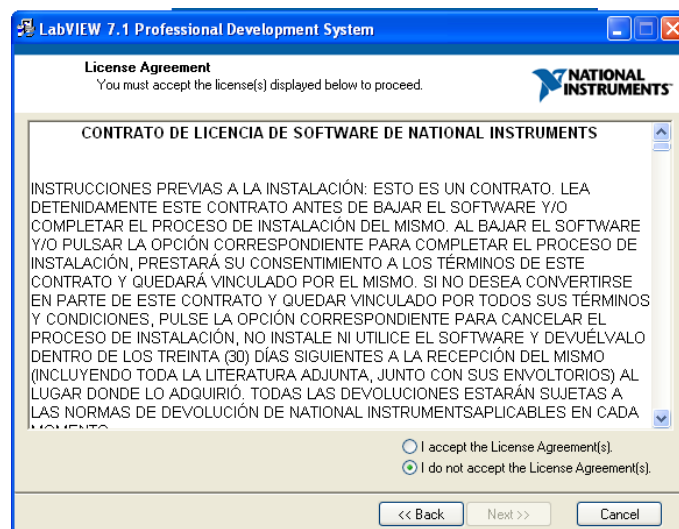 LabVIEW 7.1 Professional Development System
License Agreement
You must accept the license(s) displayed below to proceed.
NATIONAL
INSTRUMENTS
CONTRATO DE LICENCIA DE SOFTWARE DE NATIONAL INSTRUMENTS
INSTRUCCIONES PREVIAS A LA INSTALACIÓN: ESTO ES UN CONTRATO. LEA
DETENIDAMENTE ESTE CONTRATO ANTES DE BAJAR EL SOFTWARE Y/O
COMPLETAR EL PROCESO DE INSTALACIÓN DEL MISMO. AL BAJAR EL SOFTWARE
Y/O PULSAR LA OPCIÓN CORRESPONDIENTE PARA COMPLETAR EL PROCESO DE
INSTALACIÓN, PRESTARÁ SU CONSENTIMIENTO A LOS TÉRMINOS DE ESTE
CONTRATO Y QUEDARÁ VINCULADO POR EL MISMO. SI NO DESEA CONVERTIRSE
EN PARTE DE ESTE CONTRATO Y QUEDAR VINCULADO POR TODOS SUS TÉRMINOS
Y CONDICIONES, PULSE LA OPCIÓN CORRESPONDIENTE PARA CANCELAR EL
PROCESO DE INSTALACIÓN, NO INSTALE NI UTILICE EL SOFTWARE Y DEVUÉLVALO
DENTRO DE LOS TREINTA (30) DÍAS SIGUIENTES A LA RECEPCIÓN DEL MISMO
(INCLUYENDO TODA LA LITERATURA ADJUNTA, JUNTO CON SUS ENVOLTORIOS) AL
LUGAR DONDE LO ADQUIRIÓ. TODAS LAS DEVOLUCIONES ESTARÁN SUJETAS A
LAS NORMAS DE DEVOLUCIÓN DE NATIONAL INSTRUMENTSAPLICABLES EN CADA
MOMENTO
I accept the License Agreement(s).
I do not accept the License Agreement(s).
<< Back
Next >>
Cancel